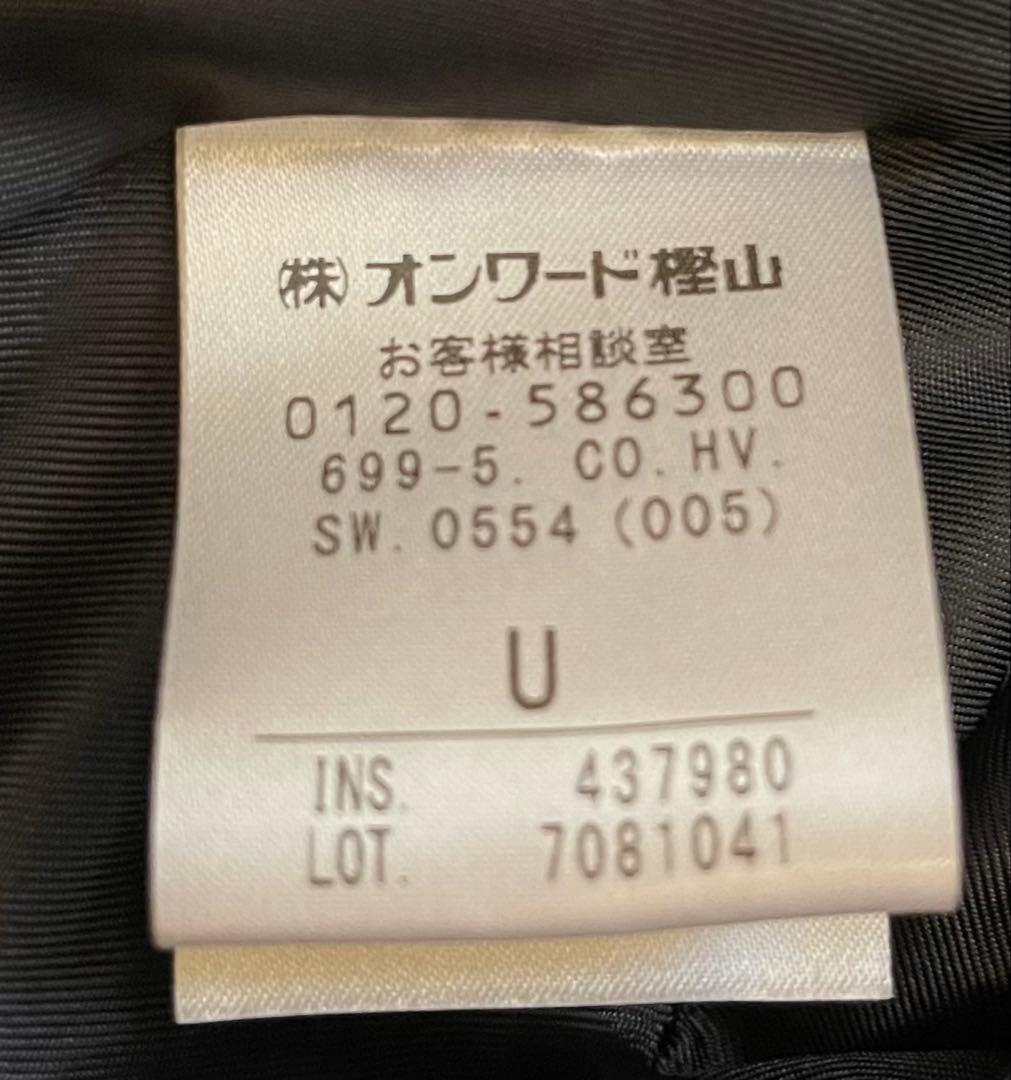 ㈱オンワード樫山
お客様相談室
0120-586300
699-5. CO.HV.
SW.0554(005)
U
INS. 437980
LOT. 7081041